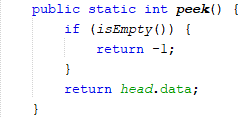 public static int peek() {
if (isEmpty()) {
return -1;
}
return head.data;
}